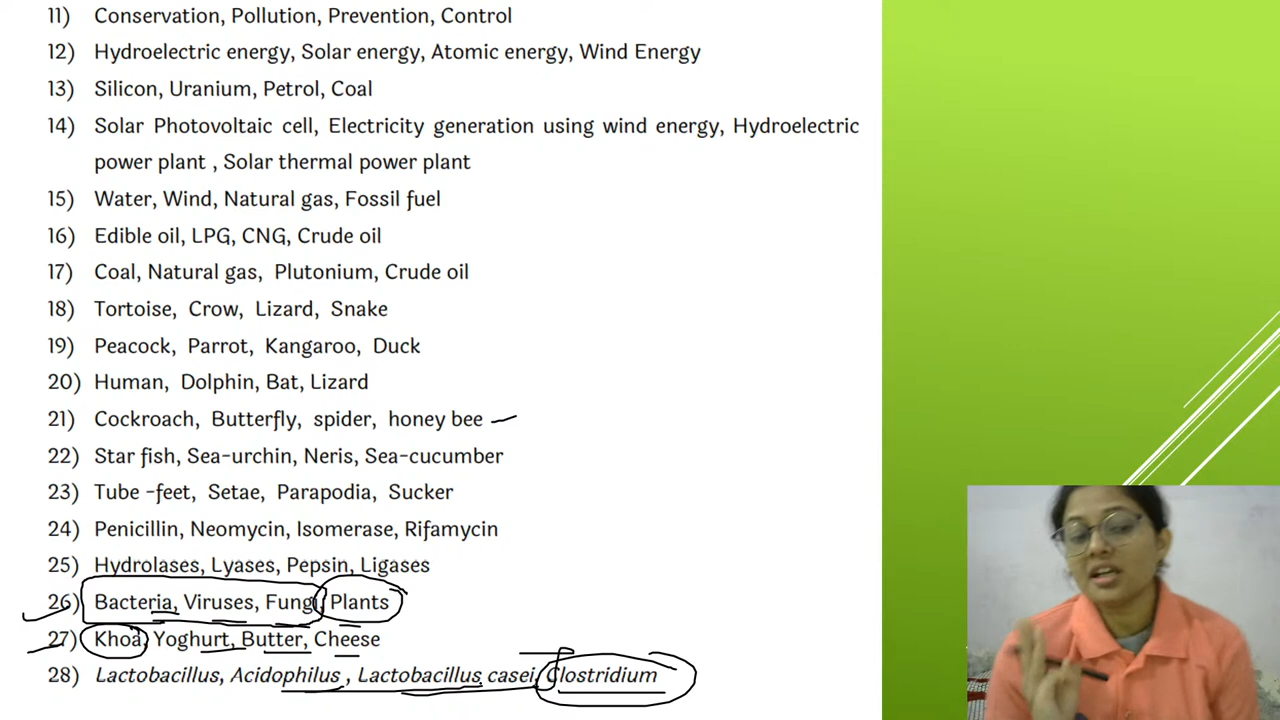 11) Conservation, Pollution, Prevention, Control
12) Hydroelectric energy, Solar energy, Atomic energy, Wind Energy
13) Silicon, Uranium, Petrol, Coal
14) Solar Photovoltaic cell, Electricity generation using wind energy, Hydroelectric
power plant , Solar thermal power plant
15) Water, Wind, Natural gas, Fossil fuel
16) Edible oil, LPG, CNG, Crude oil
17) Coal, Natural gas, Plutonium, Crude oil
18) Tortoise, Crow, Lizard, Snake
19) Peacock, Parrot, Kangaroo, Duck
20) Human, Dolphin, Bat, Lizard
21) Cockroach, Butterfly, spider, honey bee
22) Star fish, Sea-urchin, Neris, Sea-cucumber
23) Tube -feet, Setae, Parapodia, Sucker
24) Penicillin, Neomycin, Isomerase, Rifamycin
25) Hydrolases, Lyases, Pepsin, Ligases
26) Bacteria, Viruses, Fungi, Plants
27) Khoa, Yoghurt, Butter, Cheese
28) Lactobacillus, Acidophilus , Lactobacillus casei, Clostridium